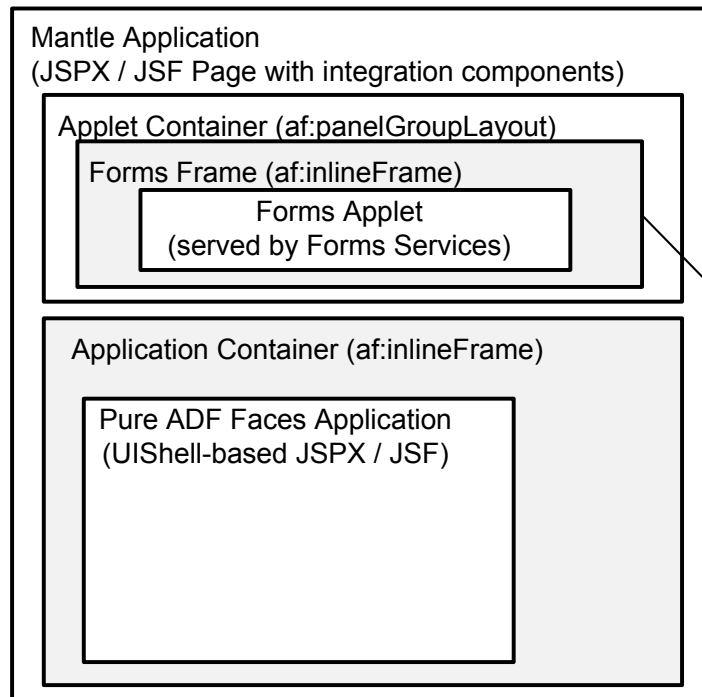 Mantle Application
(JSPX / JSF Page with integration components)
Applet Container (af:panelGroupLayout)
Forms Frame (af:inlineFrame)
Forms Applet
(served by Forms Services)
Application Container (af:inlineFrame)
Pure ADF Faces Application
(UIShell-based JSPX / JSF)